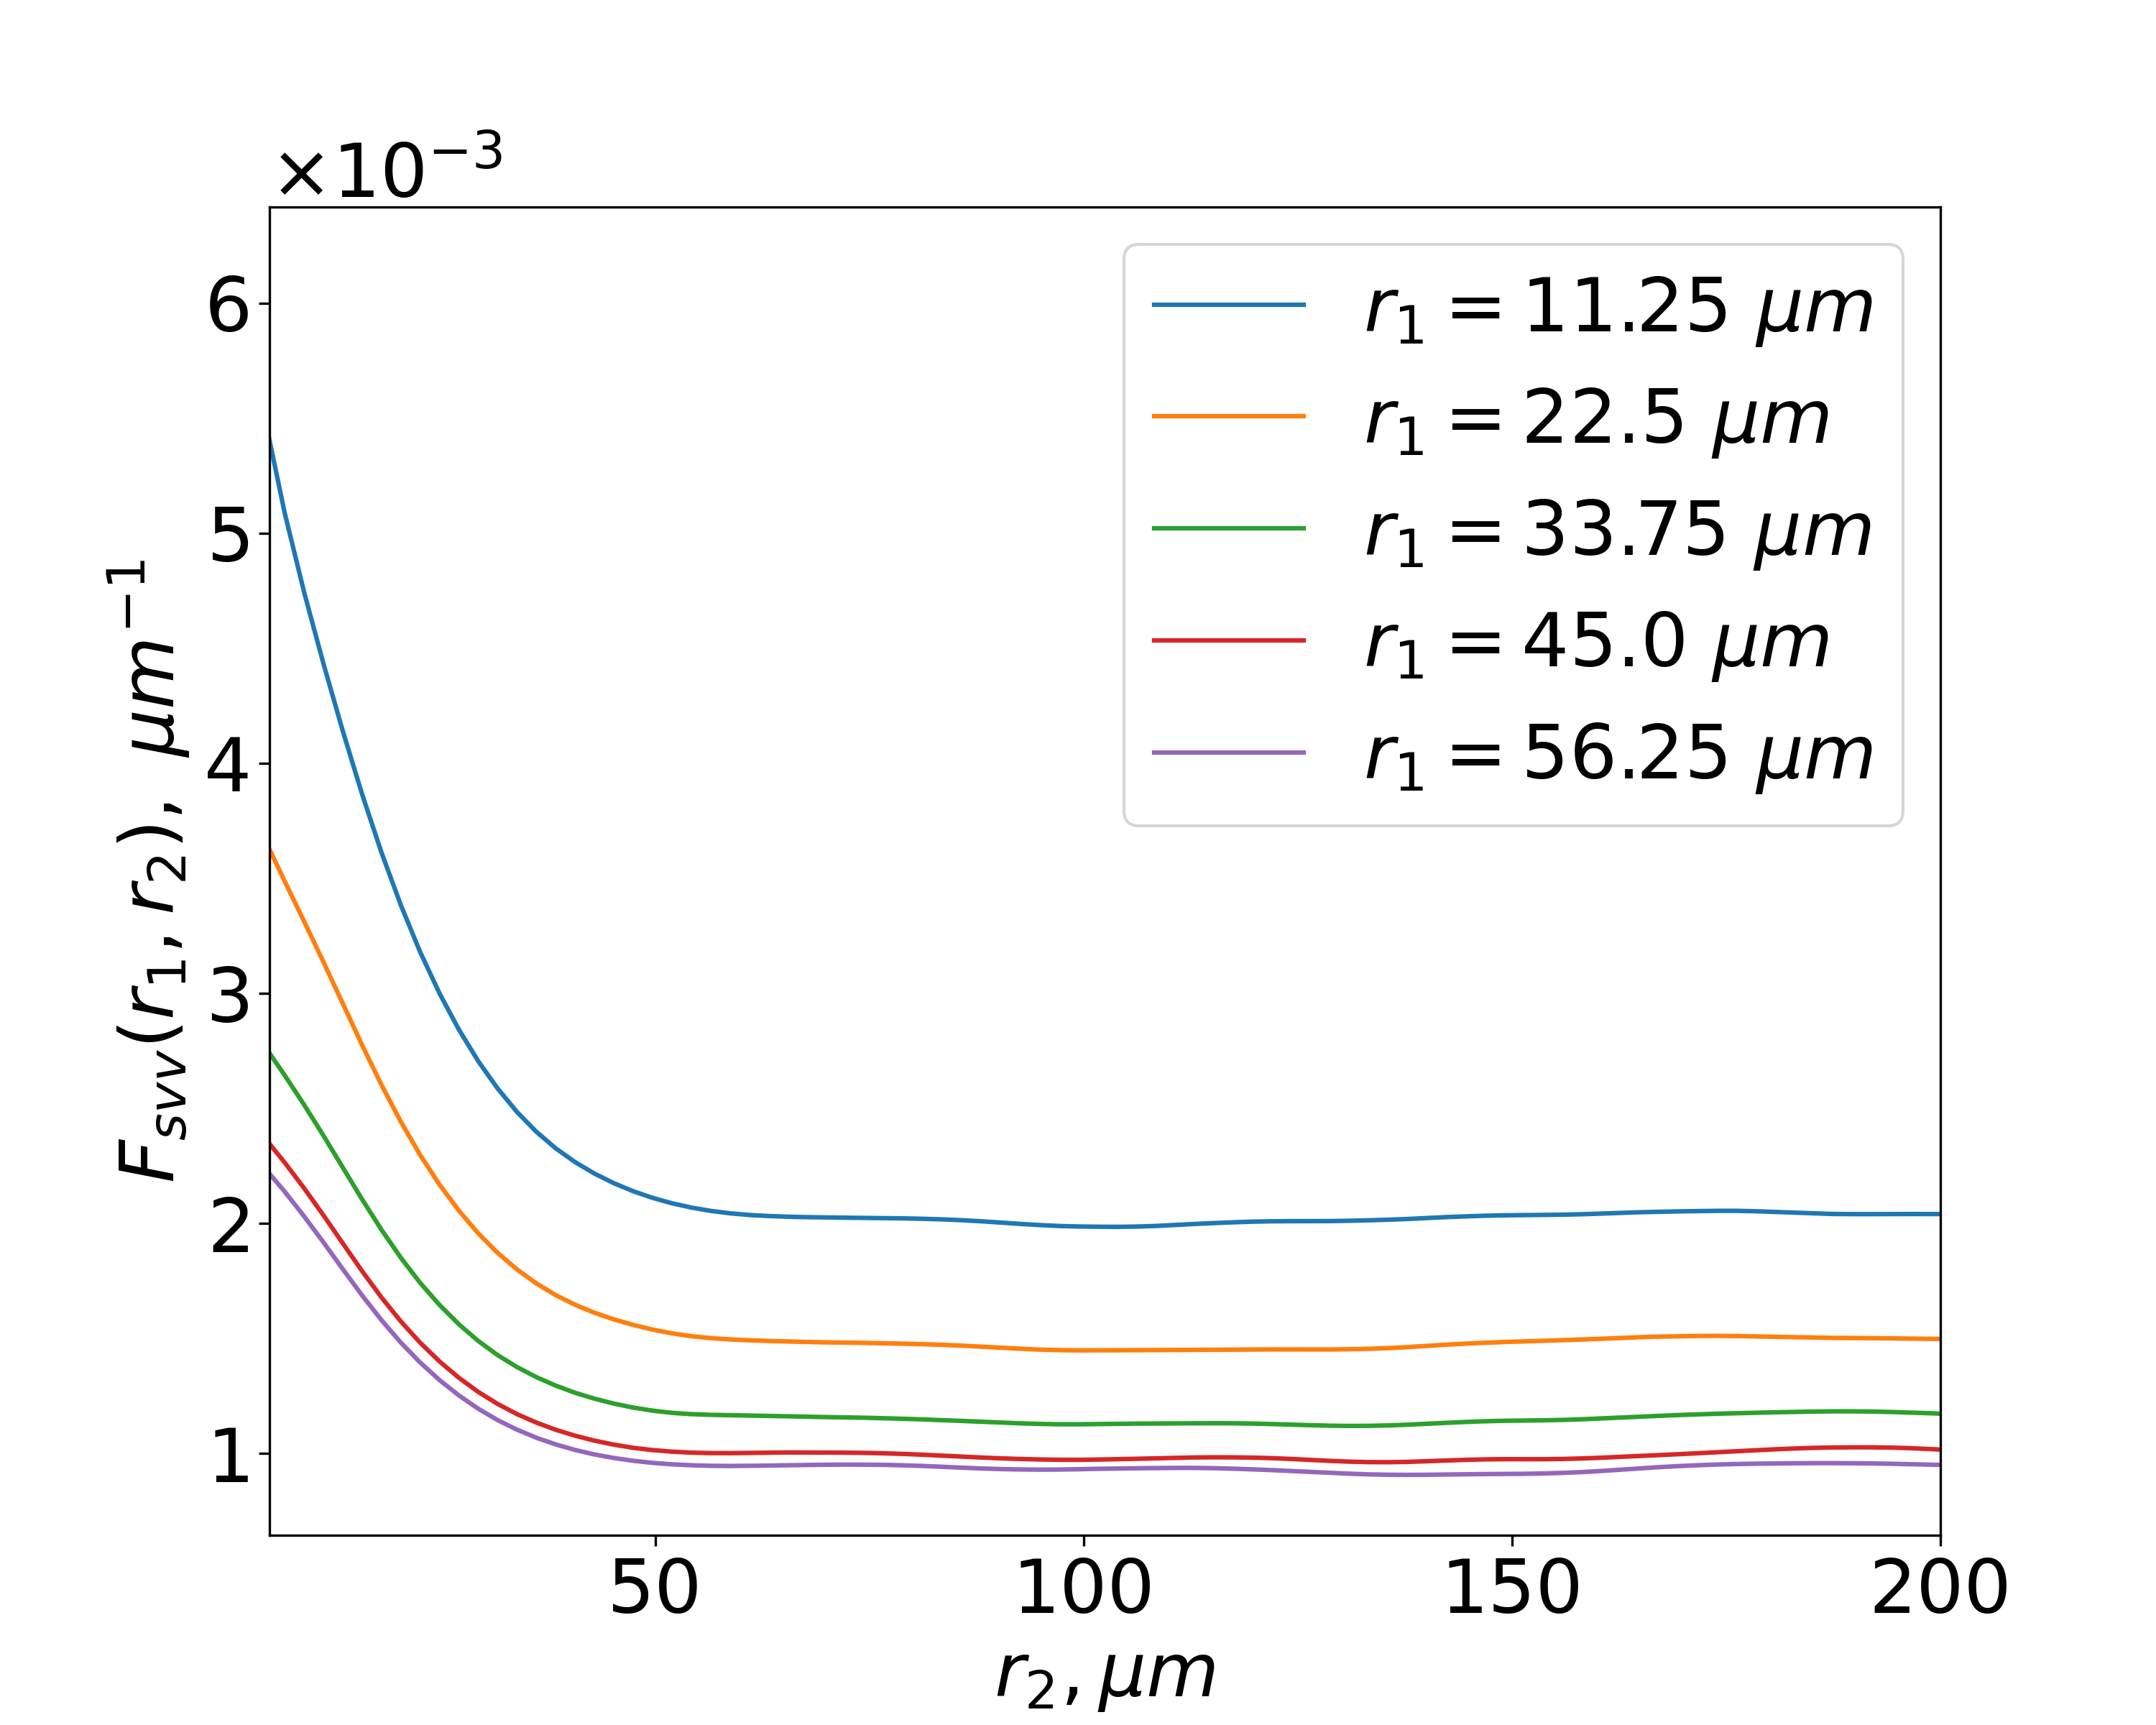 ×10⁻³
6
5
4
3
2
1
F_svv(r₁, r₂), μm⁻¹
r₁ = 11.25 μm
r₁ = 22.5 μm
r₁ = 33.75 μm
r₁ = 45.0 μm
r₁ = 56.25 μm
50 100 150 200
r₂, μm